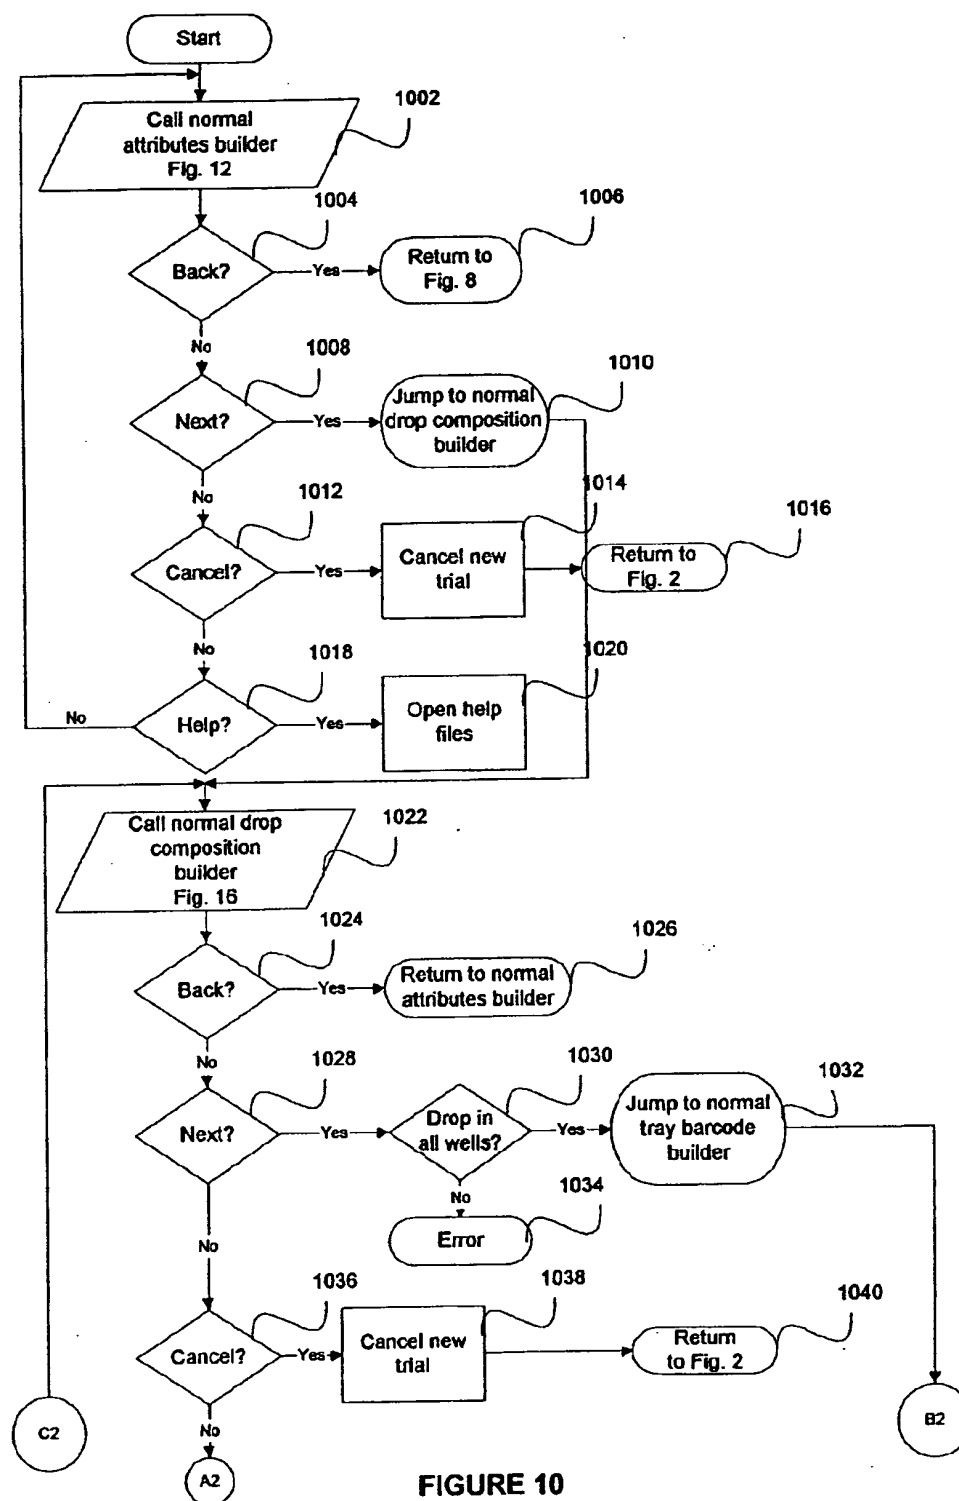 Start
Call normal
attributes builder
Fig. 12
1002
1004
Back?
Yes
Return to
Fig. 8
1006
No
1008
Next?
Yes
Jump to normal
drop composition
builder
1010
No
1012
Cancel?
Yes
Cancel new
trial
1014
Return to
Fig. 2
1016
No
1018
Help?
No
Yes
Open help
files
1020
Call normal drop
composition
builder
Fig. 16
1022
1024
Back?
Yes
Return to normal
attributes builder
1026
No
1028
Next?
Yes
Drop in
all wells?
1030
Yes
Jump to normal
tray barcode
builder
1032
No
Error
1034
No
1036
Cancel?
Yes
Cancel new
trial
1038
Return
to Fig. 2
1040
C2
No
A2
B2
FIGURE 10